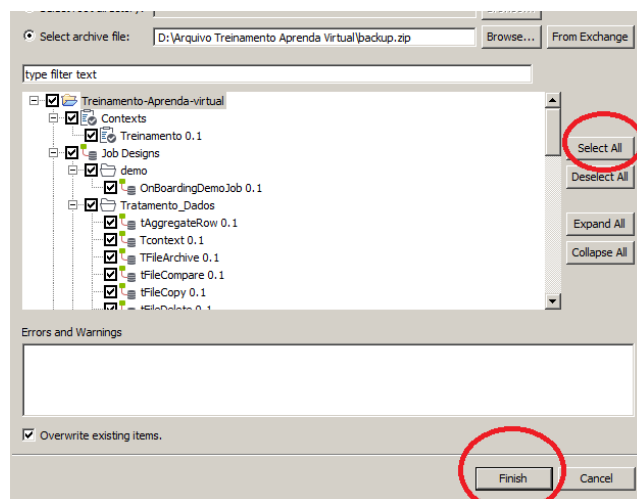 Select archive file: D:\Arquivo Treinamento Aprenda Virtual\backup.zip Browse... From Exchange
type filter text
Treinamento-Aprenda-virtual
Contexts
Treinamento 0.1
Select All
Job Designs
demo
Deselect All
OnBoardingDemoJob 0.1
Tratamento_Dados
tAggregateRow 0.1
Expand All
Tcontext 0.1
TFileArchive 0.1
Collapse All
tFileCompare 0.1
tFileCopy 0.1
tFileDelete 0.1
Errors and Warnings
Overwrite existing items.
Finish Cancel